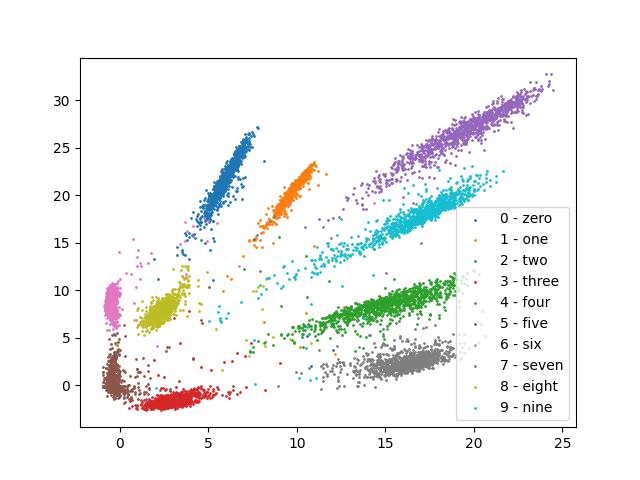 30
25
20
15
10
5
0
0
5
10
15
20
25
0 - zero
1 - one
2 - two
3 - three
4 - four
5 - five
6 - six
7 - seven
8 - eight
9 - nine